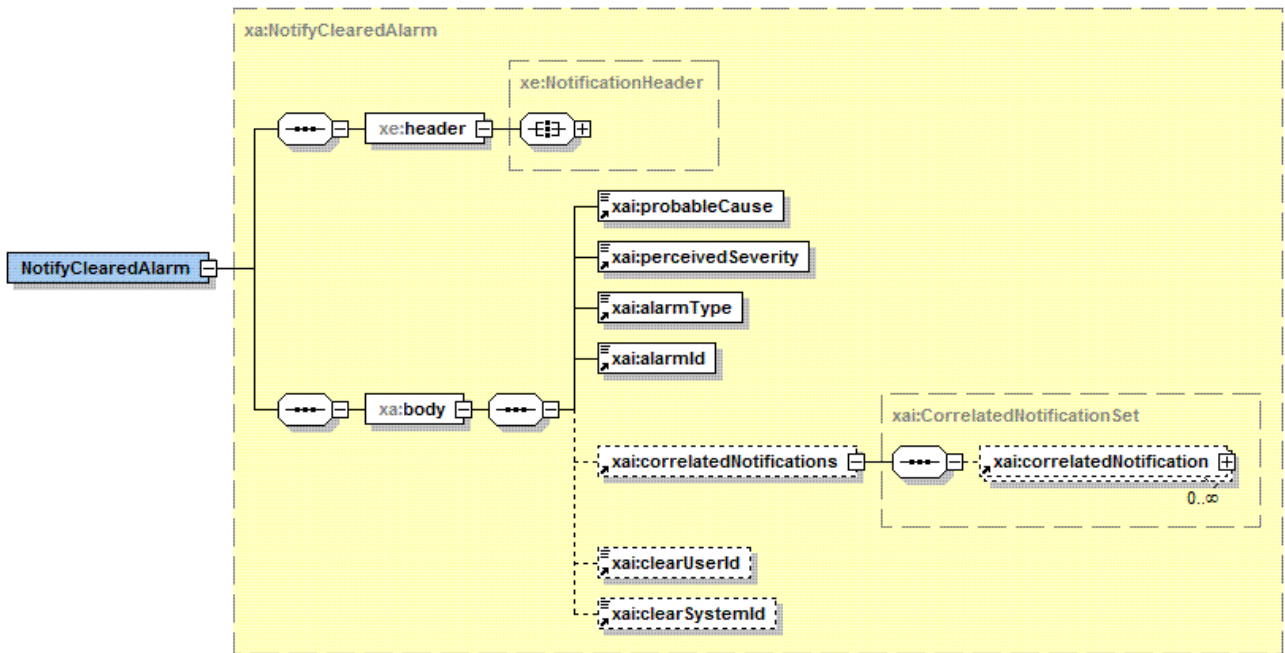 xa:NotifyClearedAlarm
xe:NotificationHeader
xe:header
xai:probableCause
xai:perceivedSeverity
NotifyClearedAlarm
xai:alarmType
xai:alarmId
xa:body
xai:CorrelatedNotificationSet
xai:correlatedNotifications
xai:correlatedNotification
0..∞
xai:clearUserId
xai:clearSystemId